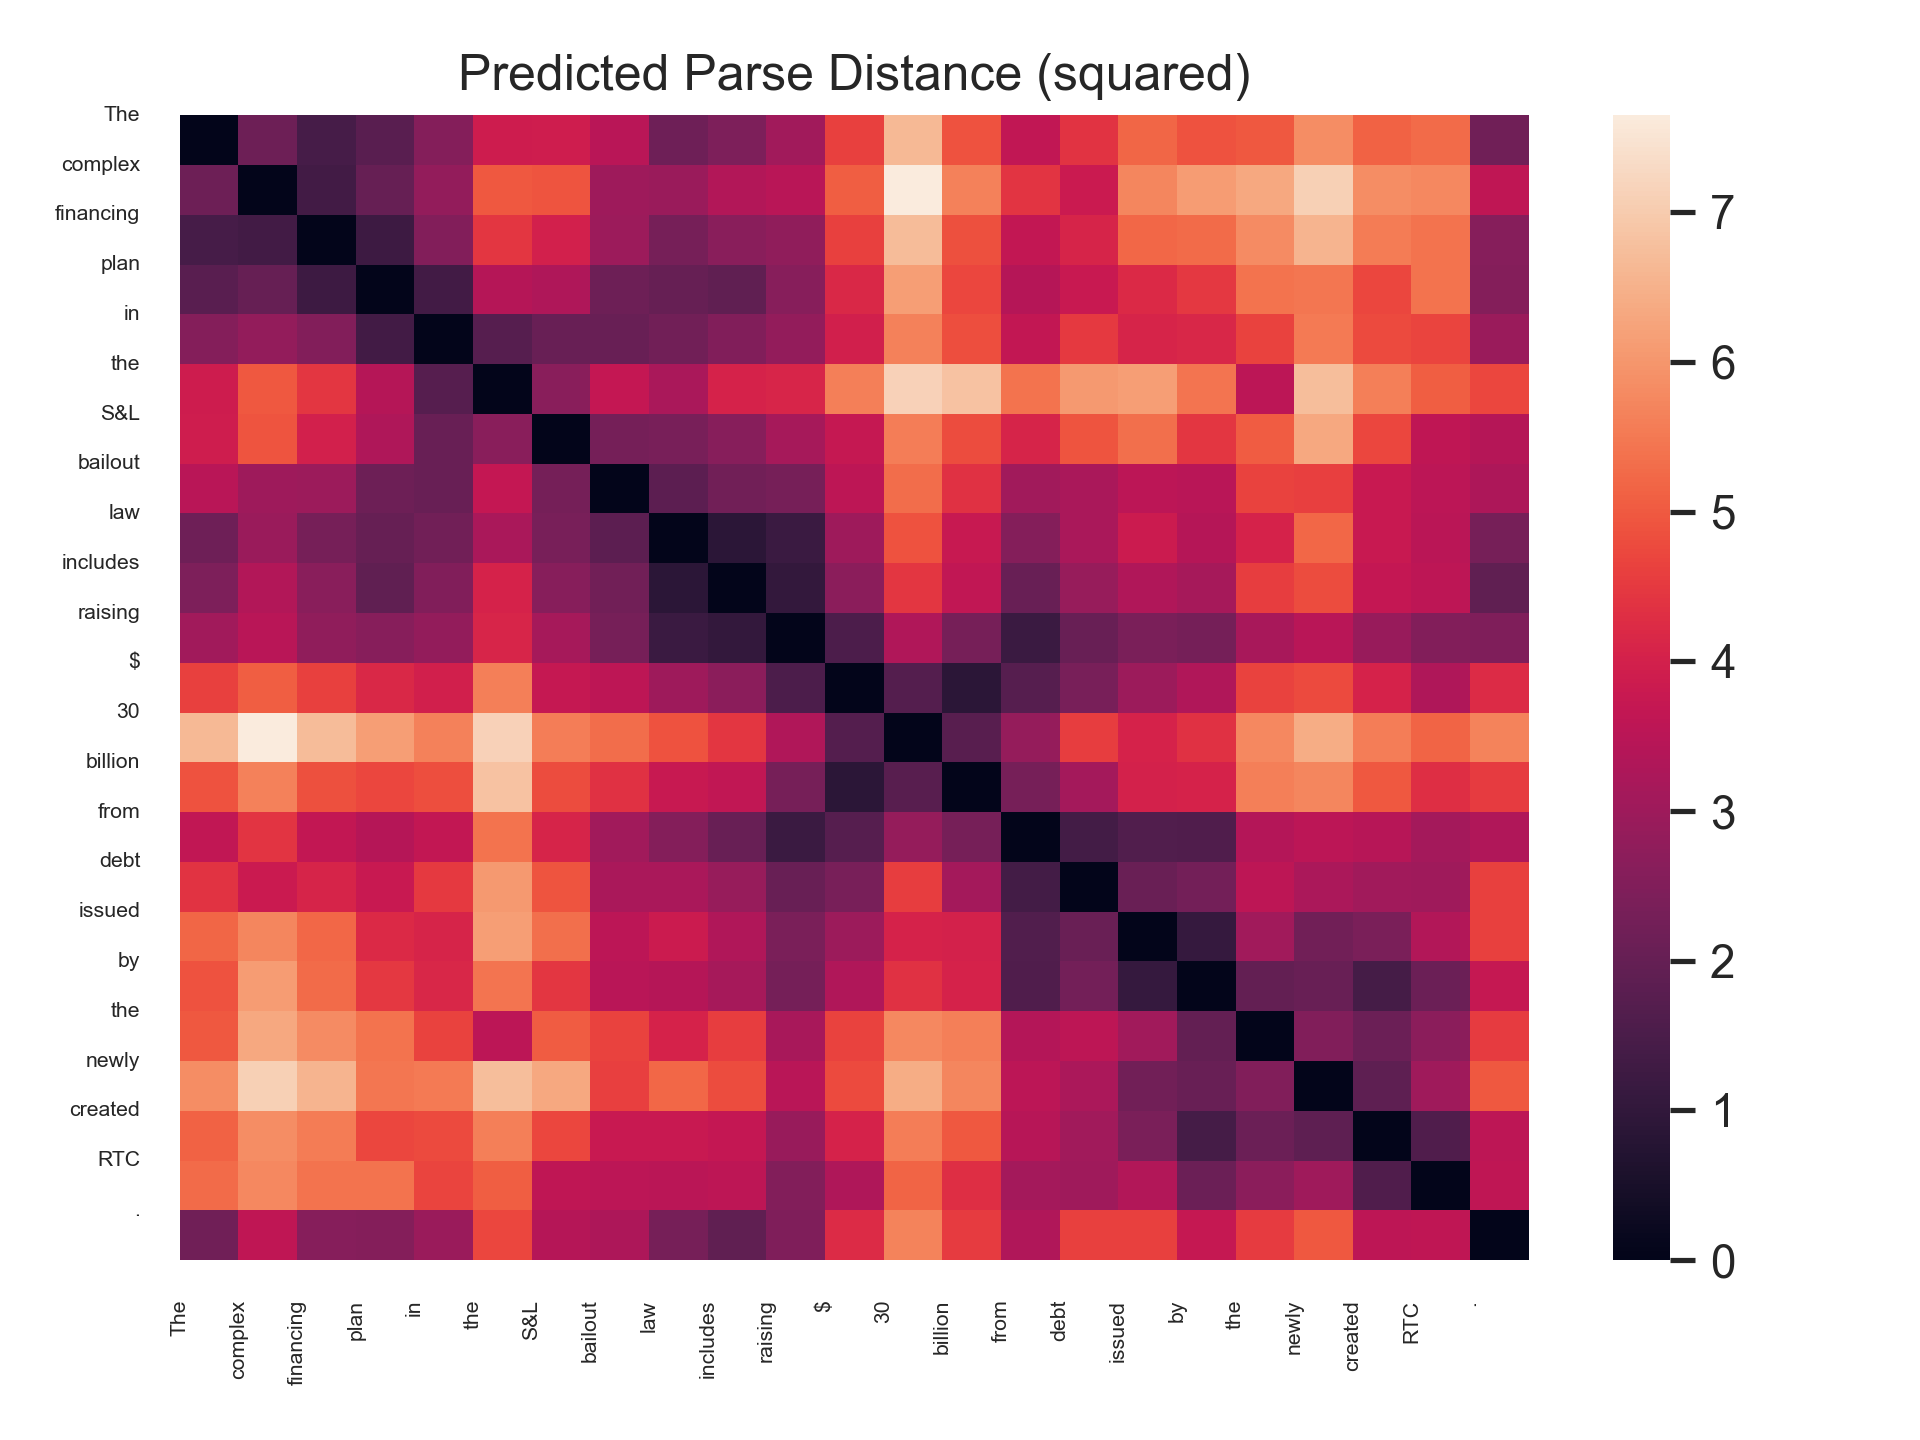 Predicted Parse Distance (squared)
The
complex
financing
plan
in
the
S&L
bailout
law
includes
raising
$
30
billion
from
debt
issued
by
the
newly
created
RTC
.
The
complex
financing
plan
in
the
S&L
bailout
law
includes
raising
$
30
billion
from
debt
issued
by
the
newly
created
RTC
.
7
6
5
4
3
2
1
0